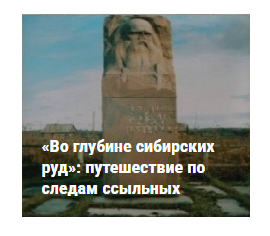 «Во глубине сибирских
руд»: путешествие по
следам ссыльных